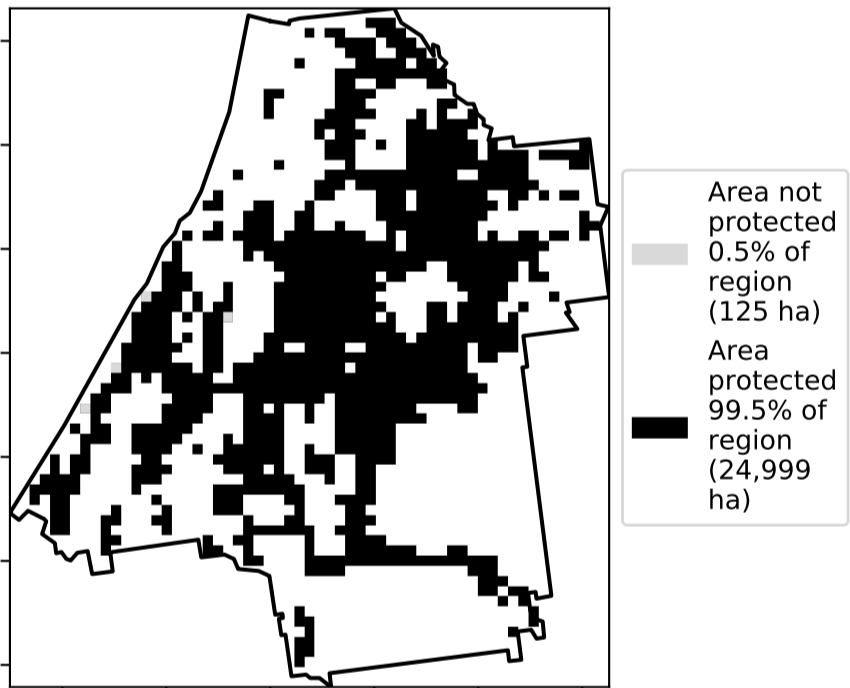 Area not
protected
0.5% of
region
(125 ha)
Area
protected
99.5% of
region
(24,999
ha)